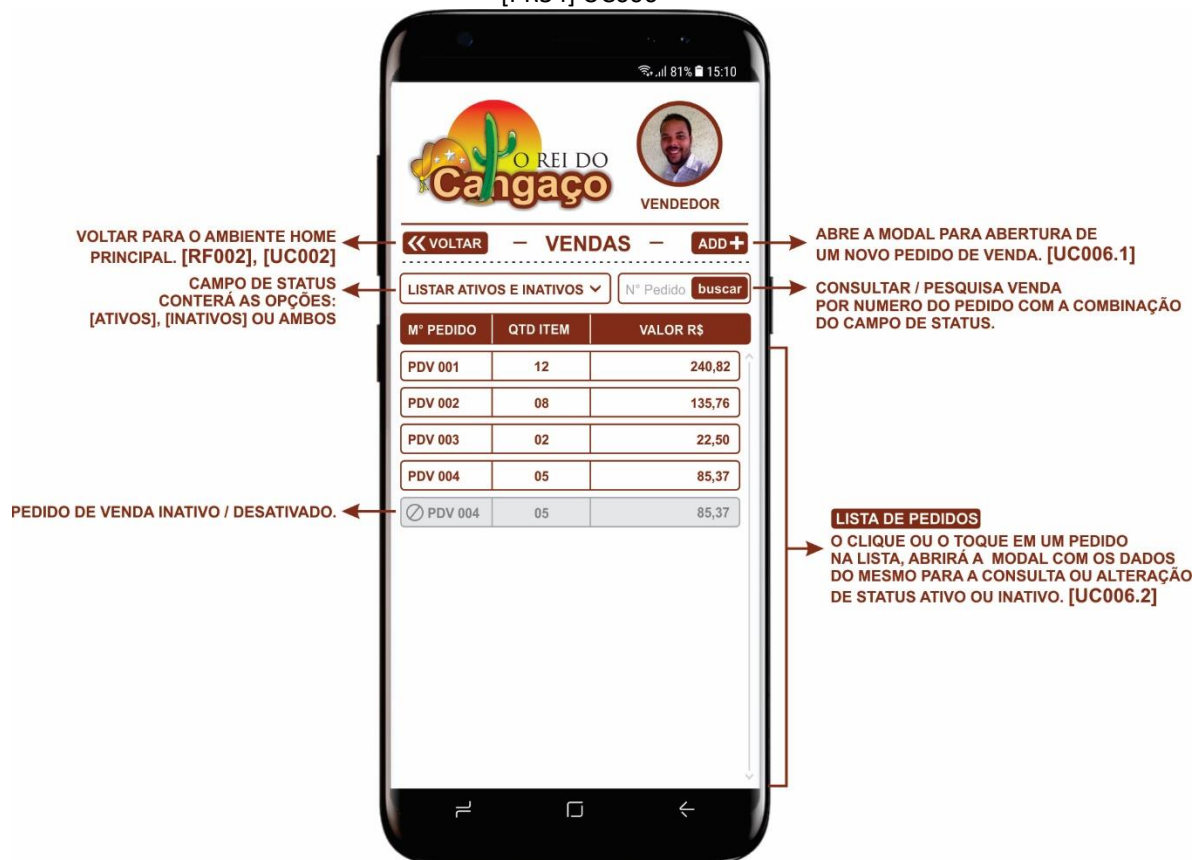 81% 15:10
O REI DO
Cangaço
VENDEDOR
VOLTAR – VENDAS – ADD
LISTAR ATIVOS E INATIVOS N° Pedido buscar
M° PEDIDO QTD ITEM VALOR R$
PDV 001 12 240,82
PDV 002 08 135,76
PDV 003 02 22,50
PDV 004 05 85,37
PDV 004 05 85,37
VOLTAR PARA O AMBIENTE HOME
PRINCIPAL. [RF002], [UC002]
CAMPO DE STATUS
CONTERÁ AS OPÇÕES:
[ATIVOS], [INATIVOS] OU AMBOS
PEDIDO DE VENDA INATIVO / DESATIVADO.
ABRE A MODAL PARA ABERTURA DE
UM NOVO PEDIDO DE VENDA. [UC006.1]
CONSULTAR / PESQUISA VENDA
POR NUMERO DO PEDIDO COM A COMBINAÇÃO
DO CAMPO DE STATUS.
LISTA DE PEDIDOS
O CLIQUE OU O TOQUE EM UM PEDIDO
NA LISTA, ABRIRÁ A MODAL COM OS DADOS
DO MESMO PARA A CONSULTA OU ALTERAÇÃO
DE STATUS ATIVO OU INATIVO. [UC006.2]